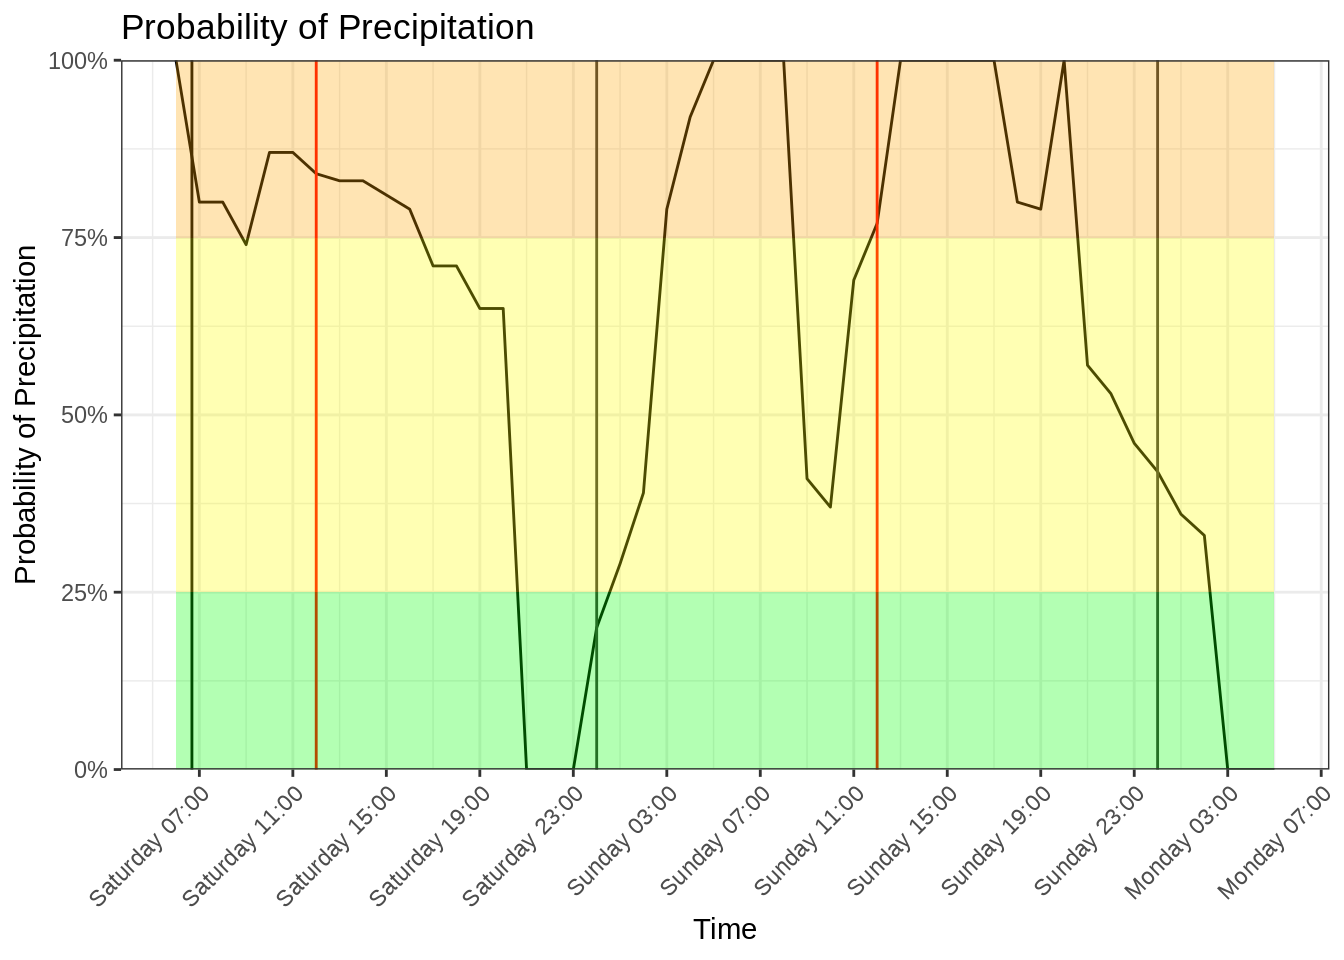 Probability of Precipitation
100%
75%
50%
25%
0%
Probability of Precipitation
Saturday 07:00
Saturday 11:00
Saturday 15:00
Saturday 19:00
Saturday 23:00
Sunday 03:00
Sunday 07:00
Sunday 11:00
Sunday 15:00
Sunday 19:00
Sunday 23:00
Monday 03:00
Monday 07:00
Time